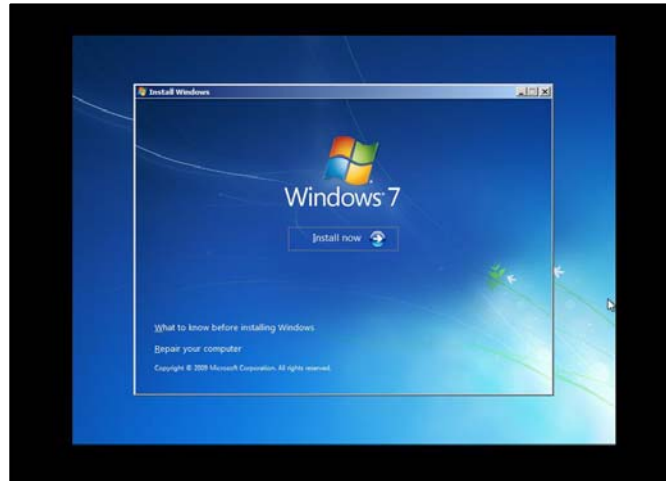 Install Windows
Windows 7
Install now
What to know before installing Windows
Repair your computer
Copyright © 2009 Microsoft Corporation. All rights reserved.